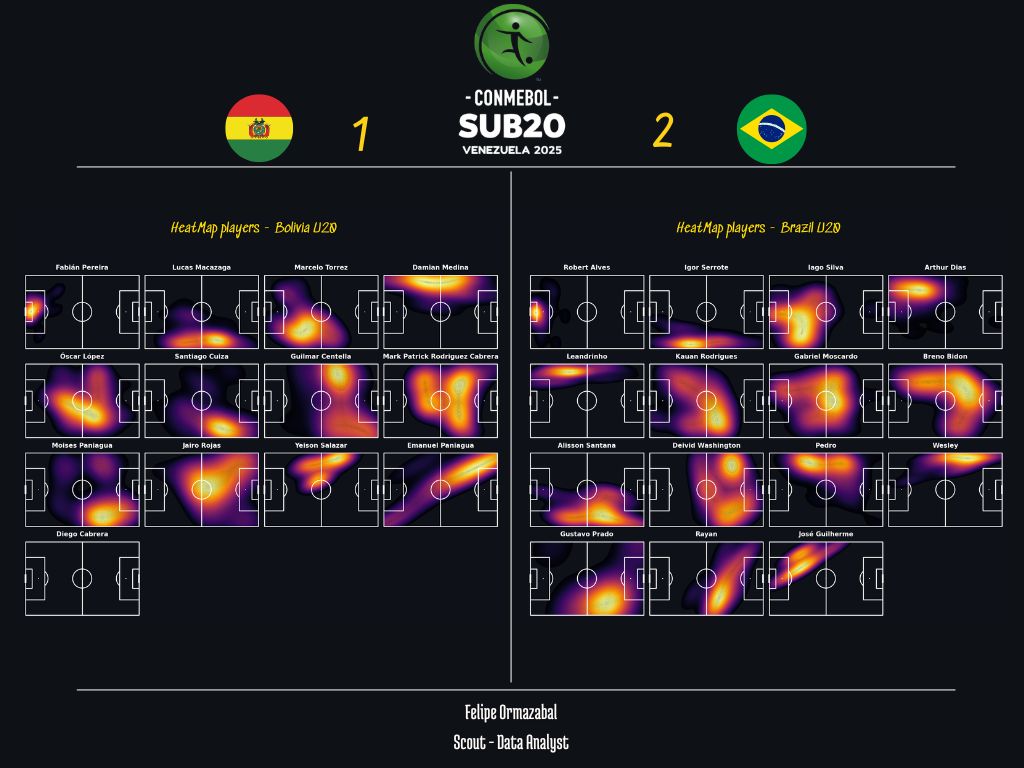 - CONMEBOL -
SUB20
VENEZUELA 2025
1
2
HeatMap players - Bolivia U20
Fabián Pereira Lucas Macazaga Marcelo Torrez Damian Medina
Óscar López Santiago Cuiza Guilmar Centella Mark Patrick Rodriguez Cabrera
Moises Paniagua Jairo Rojas Yeison Salazar Emanuel Paniagua
Diego Cabrera
HeatMap players - Brazil U20
Robert Alves Igor Serrote Iago Silva Arthur Dias
Leandrinho Kauan Rodrigues Gabriel Moscardo Breno Bidon
Alisson Santana Deivid Washington Pedro Wesley
Gustavo Prado Rayan José Guilherme
Felipe Ormazabal
Scout - Data Analyst